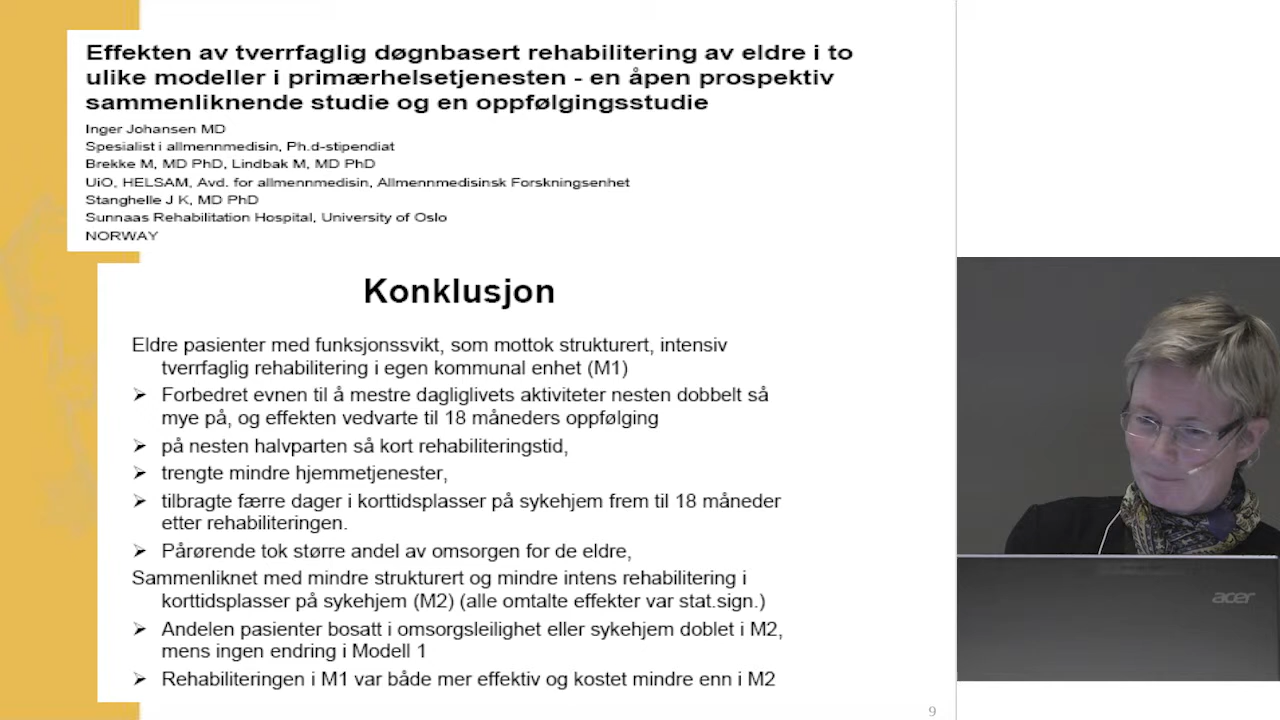 Effekten av tverrfaglig døgnbasert rehabilitering av eldre i to
ulike modeller i primærhelsetjenesten - en åpen prospektiv
sammenliknende studie og en oppfølgingsstudie
Inger Johansen MD
Spesialist i allmennmedisin, Ph.d-stipendiat
Brekke M, MD PhD, Lindbak M, MD PhD
UiO, HELSAM, Avd. for allmennmedisin, Allmennmedisinsk Forskningsenhet
Stanghelle J K, MD PhD
Sunnaas Rehabilitation Hospital, University of Oslo
NORWAY
Konklusjon
Eldre pasienter med funksjonssvikt, som mottok strukturert, intensiv
tverrfaglig rehabilitering i egen kommunal enhet (M1)
➢ Forbedret evnen til å mestre dagliglivets aktiviteter nesten dobbelt så
mye på, og effekten vedvarte til 18 måneders oppfølging
➢ på nesten halvparten så kort rehabiliteringstid,
➢ trengte mindre hjemmetjenester,
➢ tilbragte færre dager i korttidsplasser på sykehjem frem til 18 måneder
etter rehabiliteringen.
➢ Pårørende tok større andel av omsorgen for de eldre,
Sammenliknet med mindre strukturert og mindre intens rehabilitering i
korttidsplasser på sykehjem (M2) (alle omtalte effekter var stat.sign.)
➢ Andelen pasienter bosatt i omsorgsleilighet eller sykehjem doblet i M2,
mens ingen endring i Modell 1
➢ Rehabiliteringen i M1 var både mer effektiv og kostet mindre enn i M2
9
acer